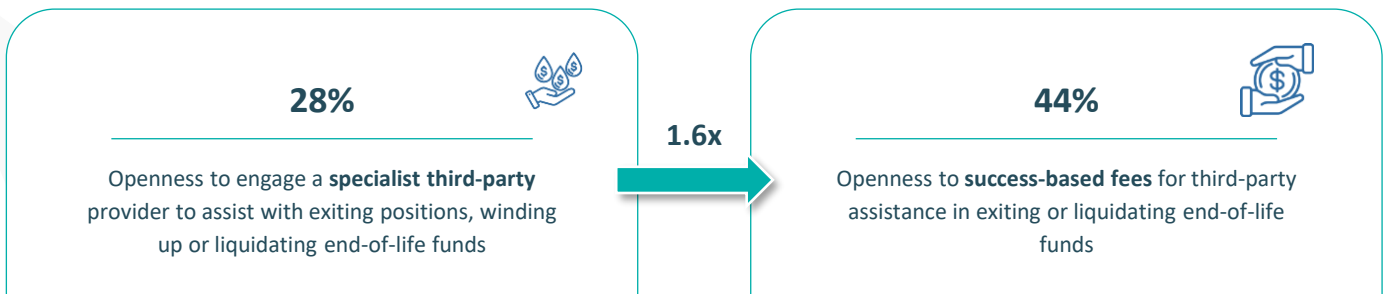 28%
Openness to engage a specialist third-party
provider to assist with exiting positions, winding
up or liquidating end-of-life funds
1.6x
44%
Openness to success-based fees for third-party
assistance in exiting or liquidating end-of-life
funds